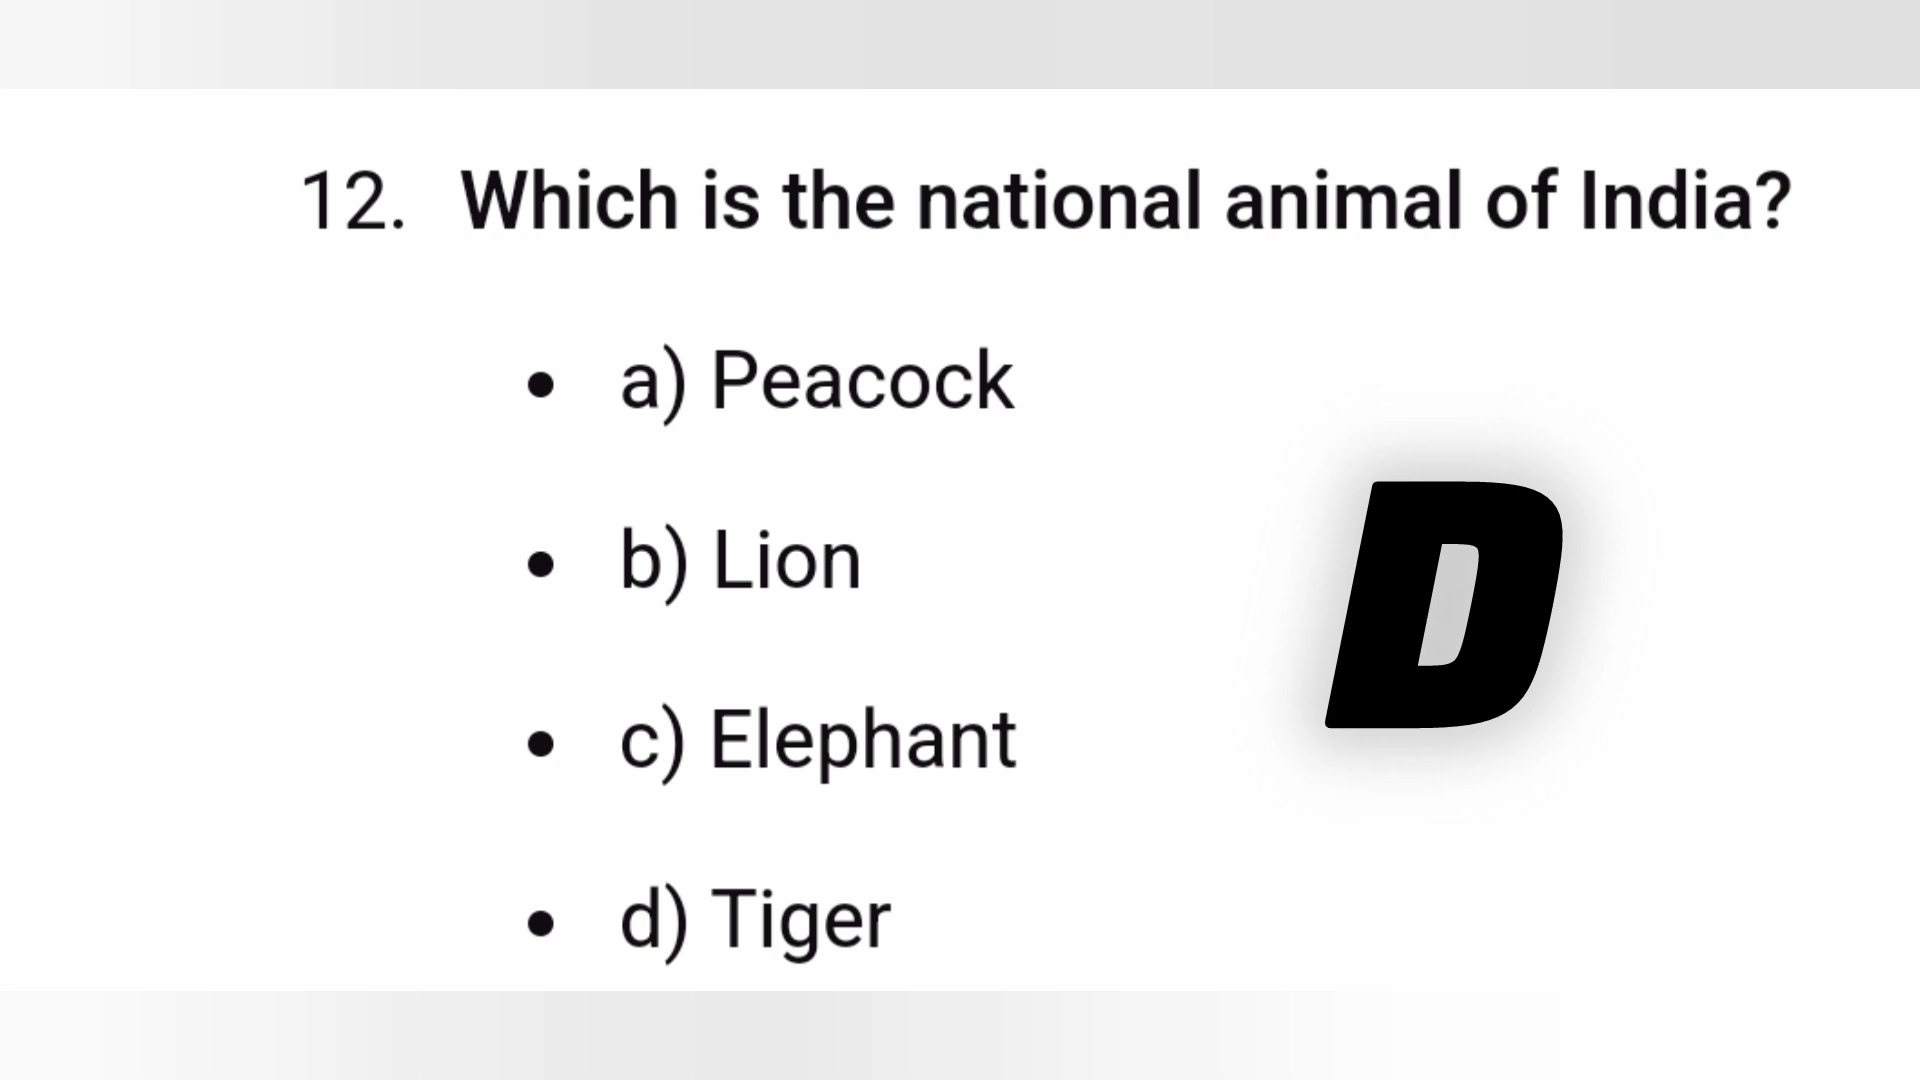 12. Which is the national animal of India?
• a) Peacock
• b) Lion
• c) Elephant
• d) Tiger
D